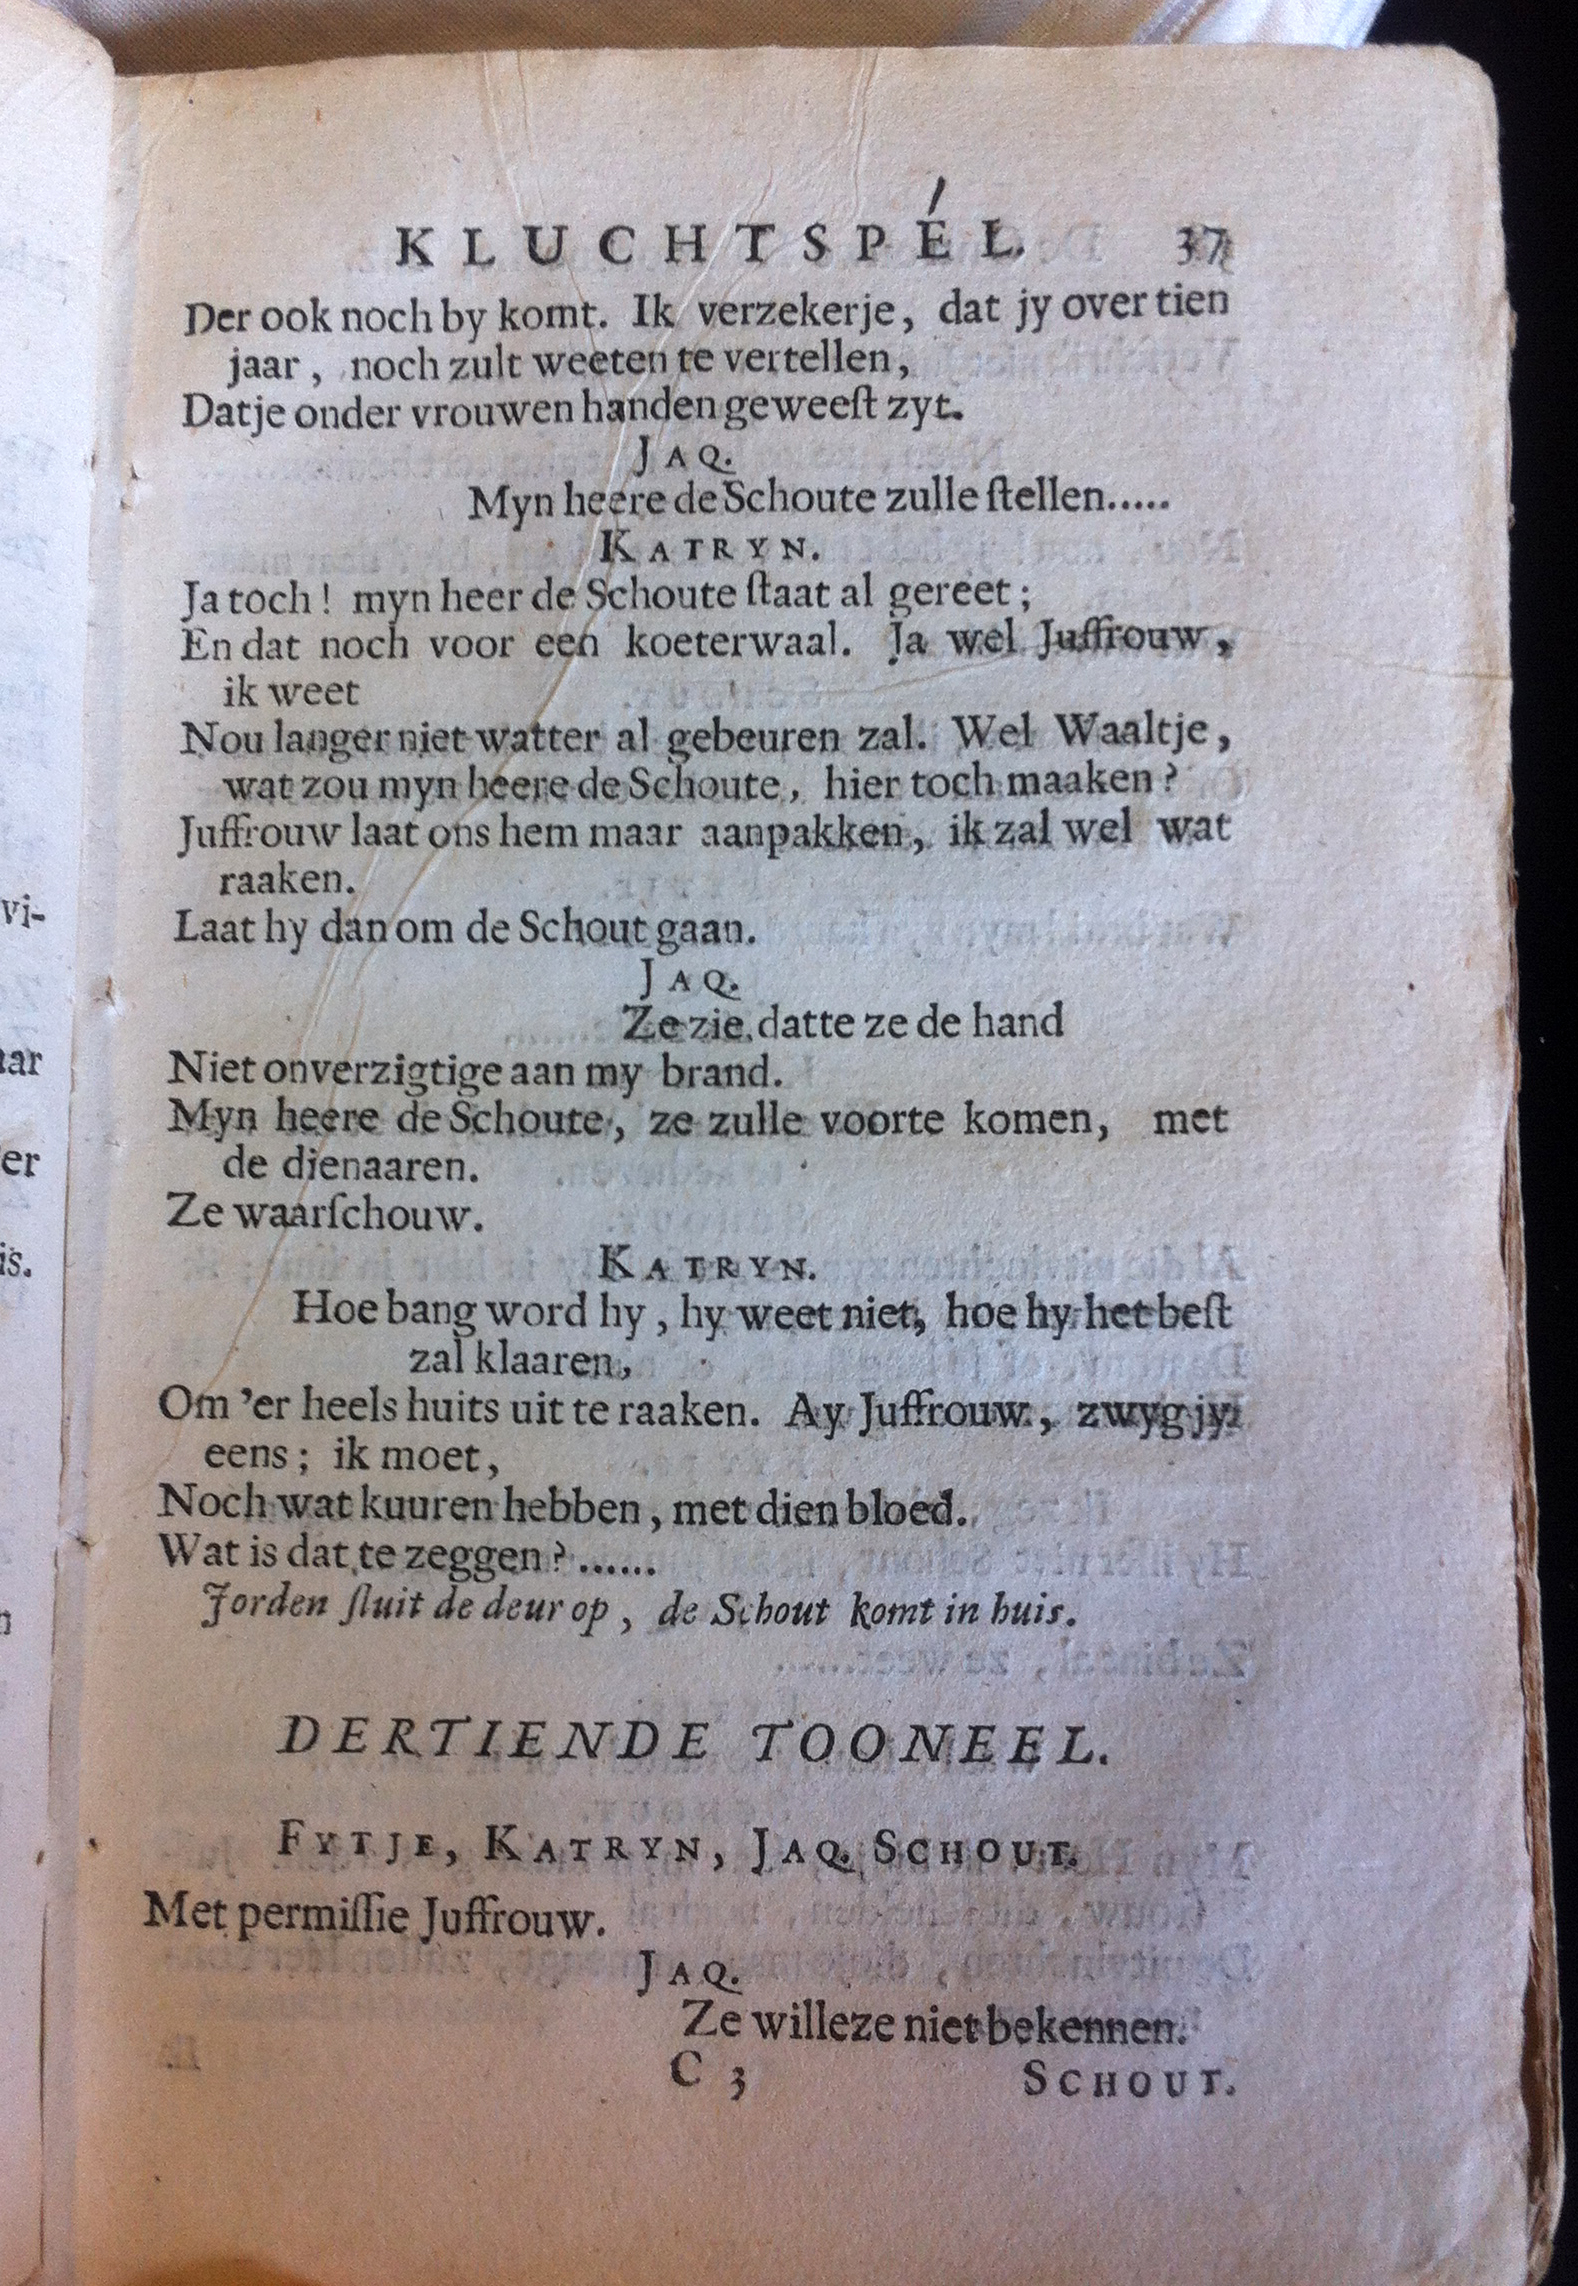 KLUCHTSPÉL. 37
Der ook noch by komt. Ik verzekerje, dat jy over tien
jaar, noch zult weeten te vertellen,
Datje onder vrouwen handen geweeſt zyt.
JAQ.
Myn heere de Schoute zulle ſtellen.....
KATRYN.
Ja toch! myn heer de Schoute ſtaat al gereet;
En dat noch voor een koeterwaal. Ja wel Juffrouw,
ik weet
Nou langer niet watter al gebeuren zal. Wel Waaltje,
wat zou myn heere de Schoute, hier toch maaken?
Juffrouw laat ons hem maar aanpakken, ik zal wel wat
raaken.
Laat hy dan om de Schout gaan.
JAQ.
Ze zie, datte ze de hand
Niet onverzigtige aan my brand.
Myn heere de Schoute, ze zulle voorte komen, met
de dienaaren.
Ze waarſchouw.
KATRYN.
Hoe bang word hy, hy weet niet, hoe hy het beſt
zal klaaren,
Om 'er heels huits uit te raaken. Ay Juffrouw, zwyg jy
eens; ik moet,
Noch wat kuuren hebben, met dien bloed.
Wat is dat te zeggen?......
Jorden ſluit de deur op, de Schout komt in huis.
DERTIENDE TOONEEL.
FYTJE, KATRYN, JAQ. SCHOUT.
Met permiſſie Juffrouw.
JAQ.
Ze willeze niet bekennen.
C 3 SCHOUT.
vi-
aar
er
is.
n